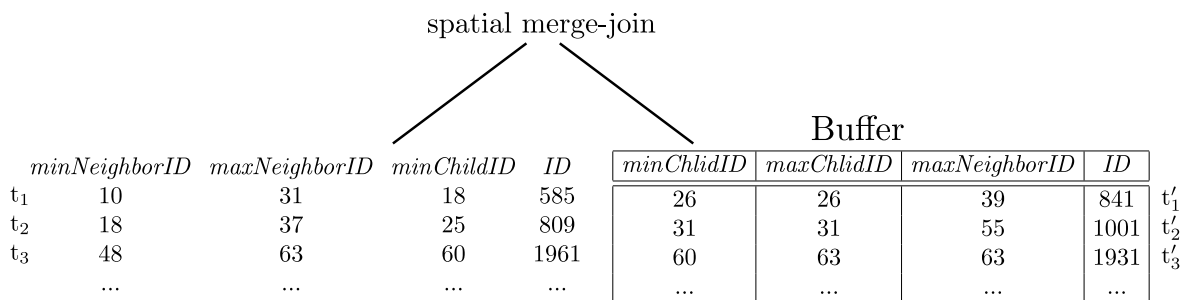 spatial merge-join
Buffer
minNeighborID maxNeighborID minChildID ID minChlidID maxChlidID maxNeighborID ID
t1 10 31 18 585 26 26 39 841 t′1
t2 18 37 25 809 31 31 55 1001 t′2
t3 48 63 60 1961 60 63 63 1931 t′3
... ... ... ... ... ... ... ...